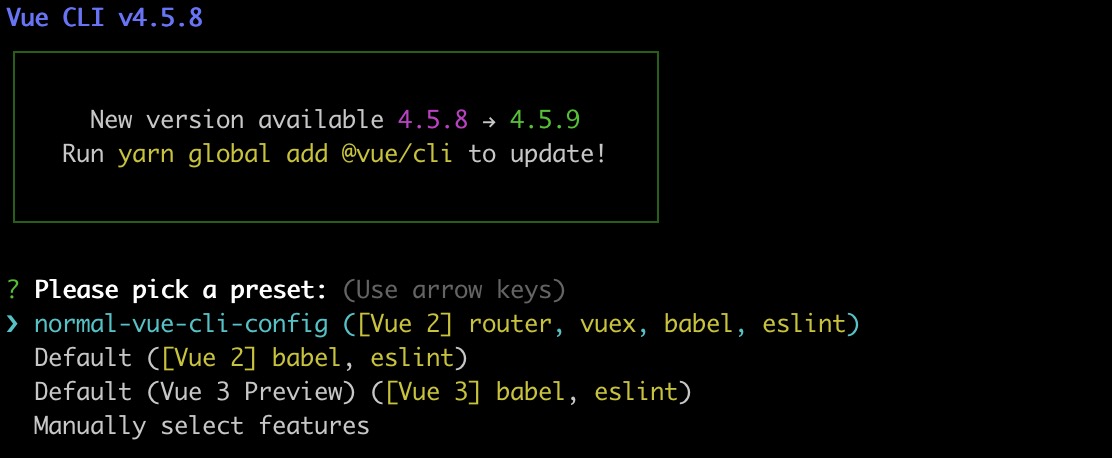 Vue CLI v4.5.8
New version available 4.5.8 → 4.5.9
Run yarn global add @vue/cli to update!
? Please pick a preset: (Use arrow keys)
❯ normal-vue-cli-config ([Vue 2] router, vuex, babel, eslint)
Default ([Vue 2] babel, eslint)
Default (Vue 3 Preview) ([Vue 3] babel, eslint)
Manually select features